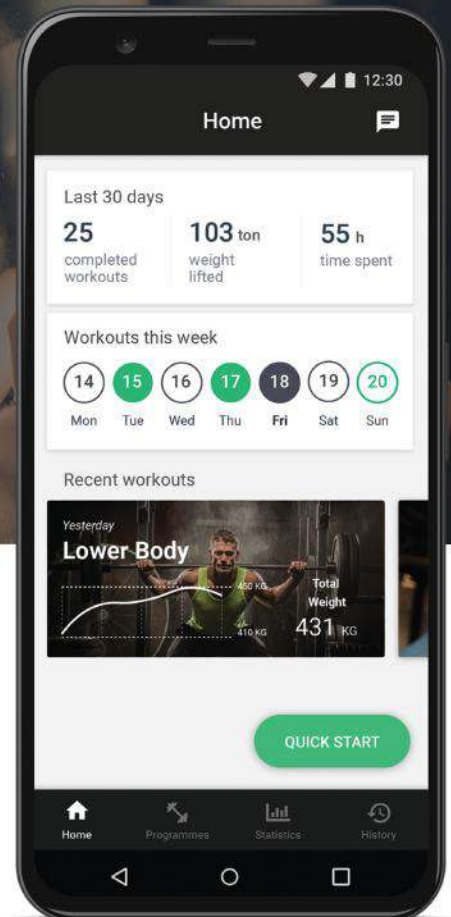 12:30
Home
Last 30 days
25 103 ton 55 h
completed weight time spent
workouts lifted
Workouts this week
14 15 16 17 18 19 20
Mon Tue Wed Thu Fri Sat Sun
Recent workouts
Yesterday
Lower Body
450 KG
Total
Weight
410 KG
431 KG
QUICK START
Home Programmes Statistics History